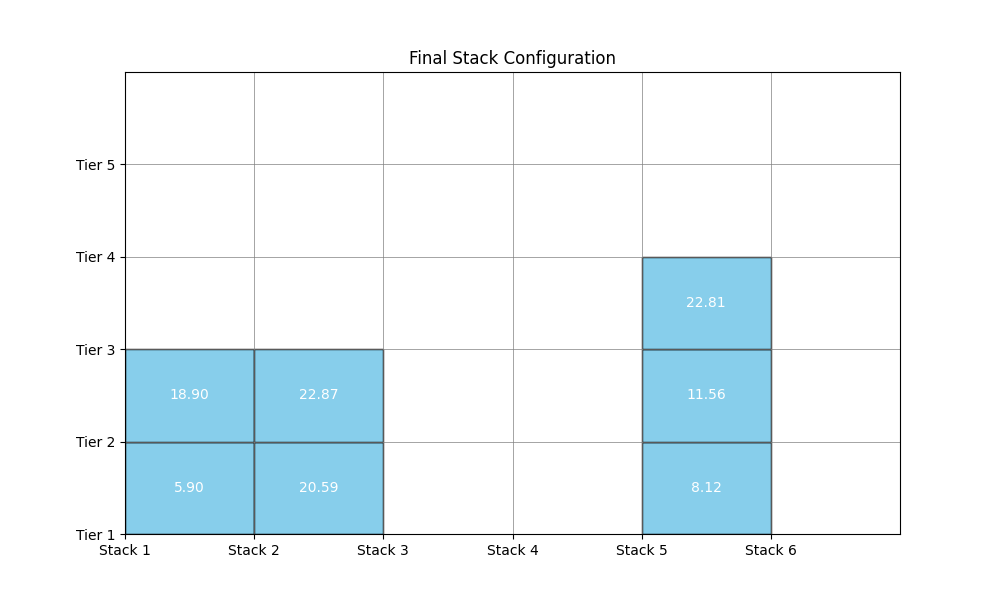 Final Stack Configuration
Tier 5
Tier 4
22.81
Tier 3
18.90 22.87 11.56
Tier 2
5.90 20.59 8.12
Tier 1
Stack 1 Stack 2 Stack 3 Stack 4 Stack 5 Stack 6